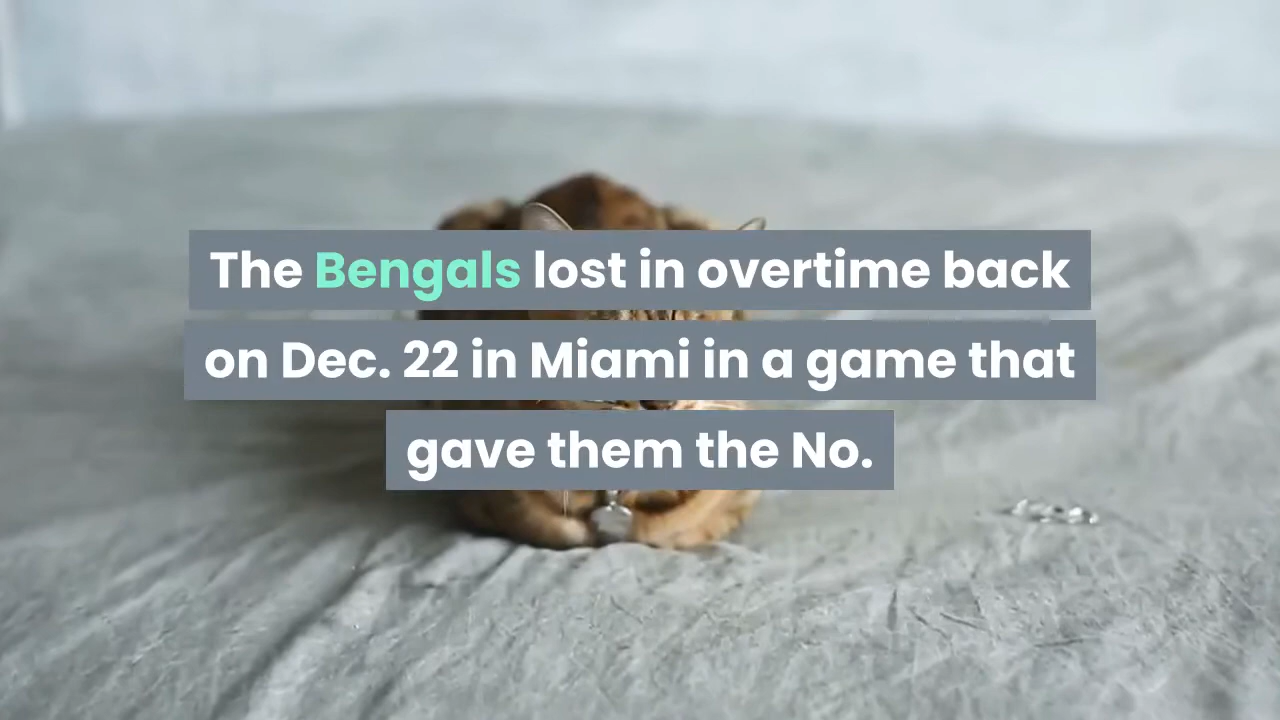 The Bengals lost in overtime back
on Dec. 22 in Miami in a game that
gave them the No.